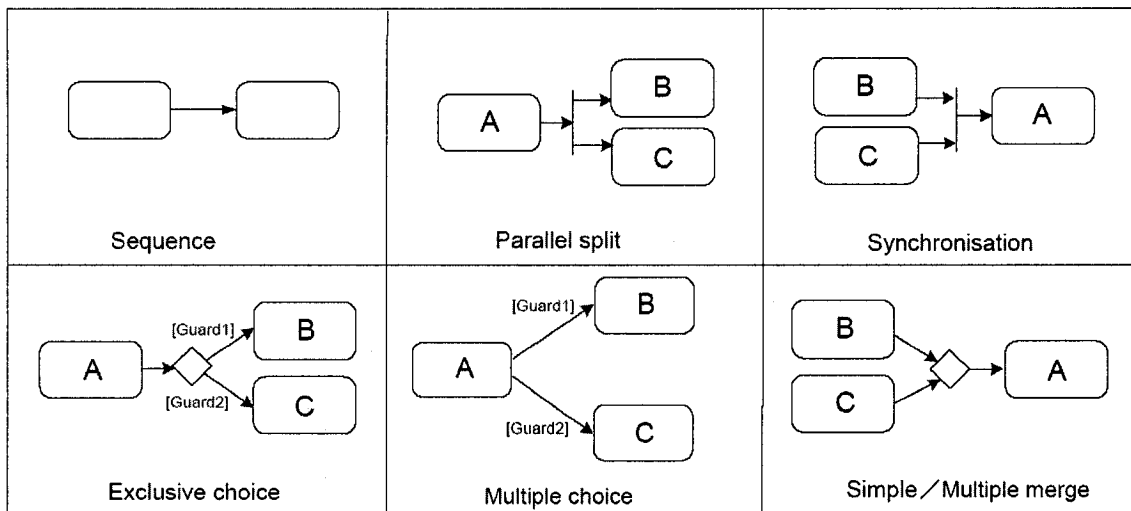 A
B
C
B
C
A
Sequence
Parallel split
Synchronisation
A
[Guard1]
B
[Guard2]
C
A
[Guard1]
B
[Guard2]
C
B
C
A
Exclusive choice
Multiple choice
Simple／Multiple merge